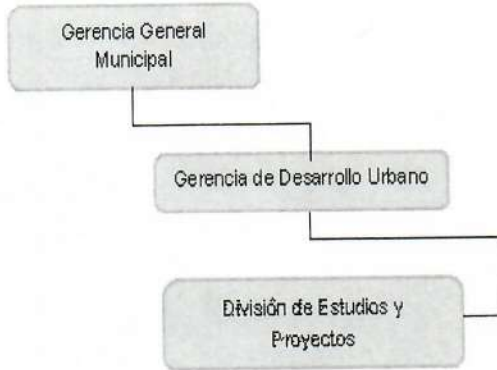 Gerencia General
Municipal
Gerencia de Desarrollo Urbano
División de Estudios y
Proyectos